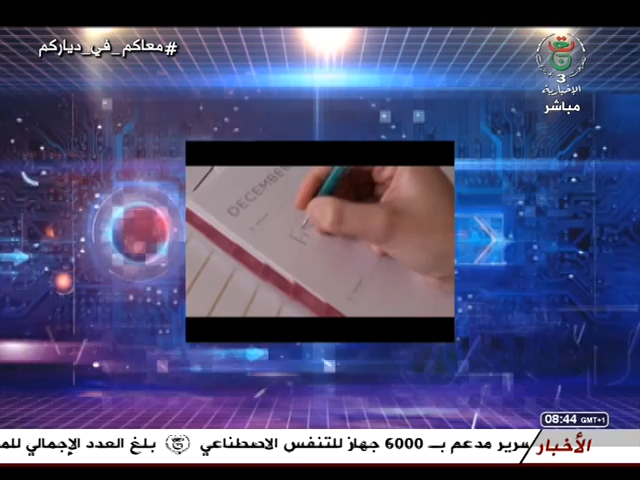 #معاكم_في_دياركم
3
الإخبارية
مباشر
DECEMBER
08:44 GMT+1
الأخبار
سرير مدعم بـ 6000 جهاز للتنفس الاصطناعي
بلغ العدد الإجمالي للم